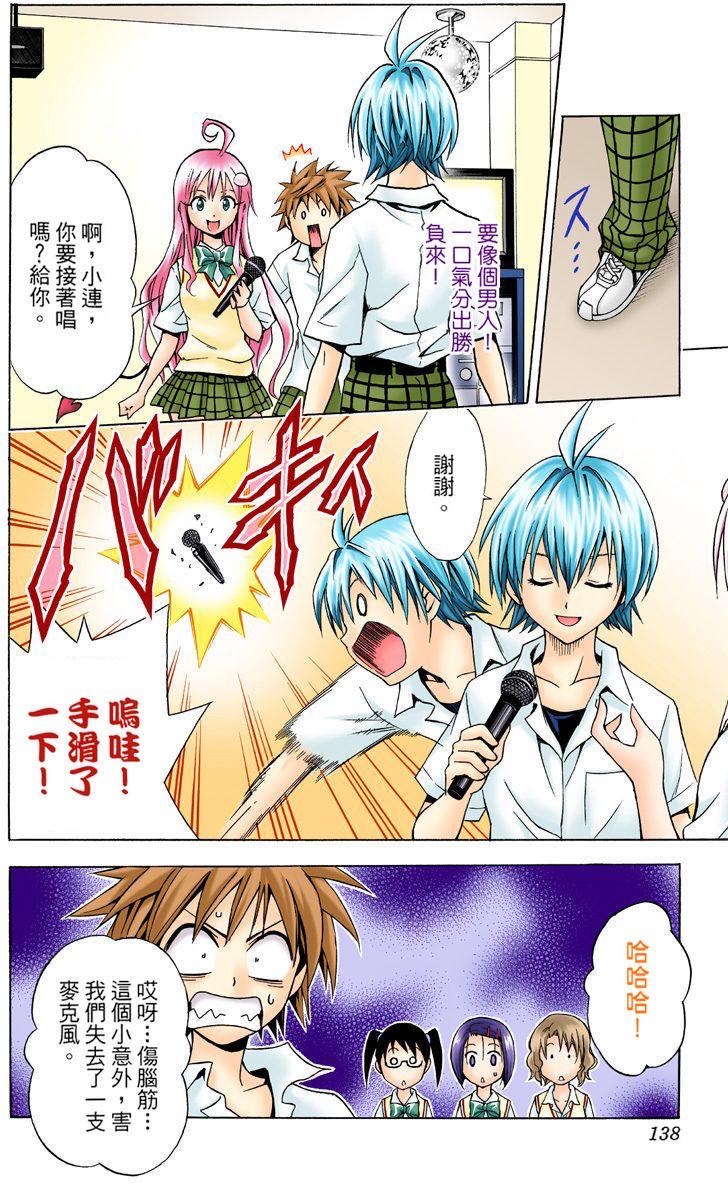 ス…
要像個男人！
一口氣分出勝
負來！
啊，小連，
你要接著唱
嗎？給你。
謝謝。
バキィ
嗚哇！
手滑了
一下！
哈哈哈！
哎呀…傷腦筋…
這個小意外，害
我們失去了一支
麥克風。
138